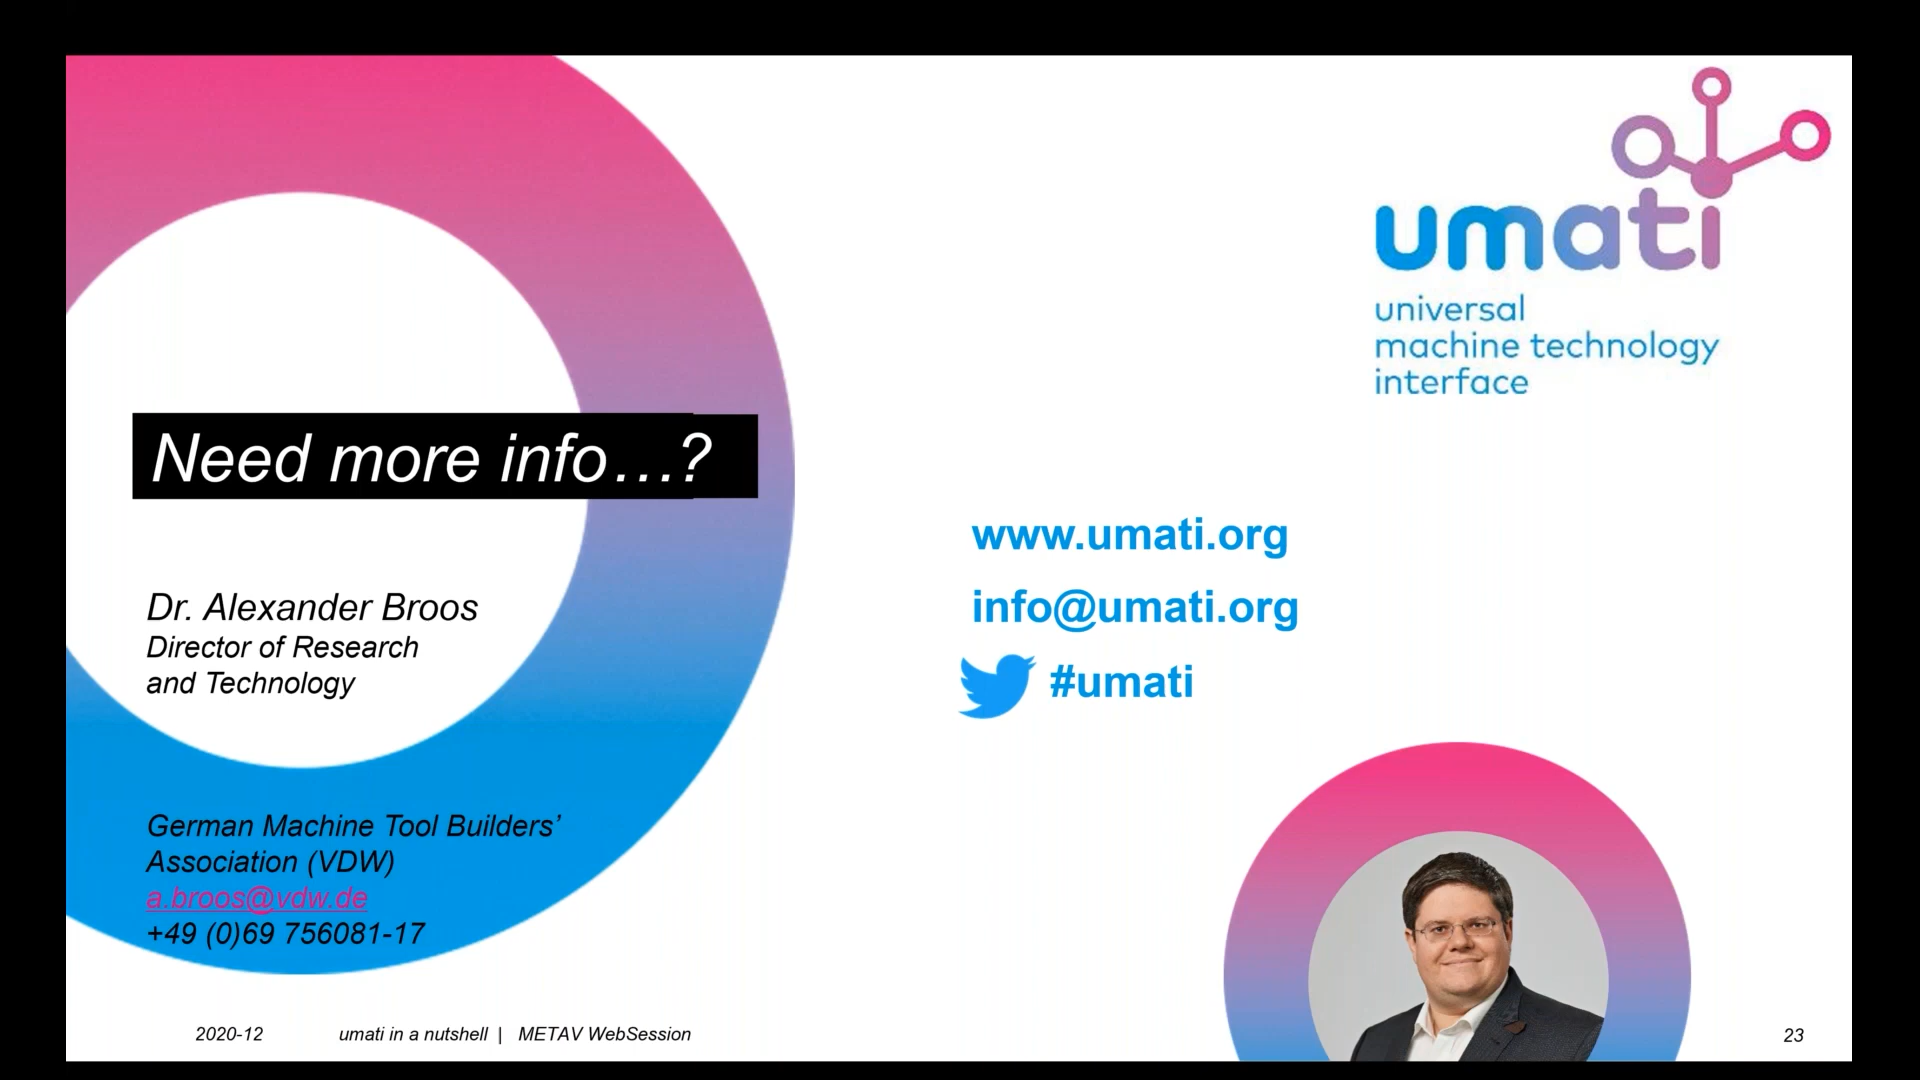 umati
universal
machine technology
interface
Need more info…?
www.umati.org
info@umati.org
#umati
Dr. Alexander Broos
Director of Research
and Technology
German Machine Tool Builders’
Association (VDW)
a.broos@vdw.de
+49 (0)69 756081-17
2020-12 umati in a nutshell | METAV WebSession 23